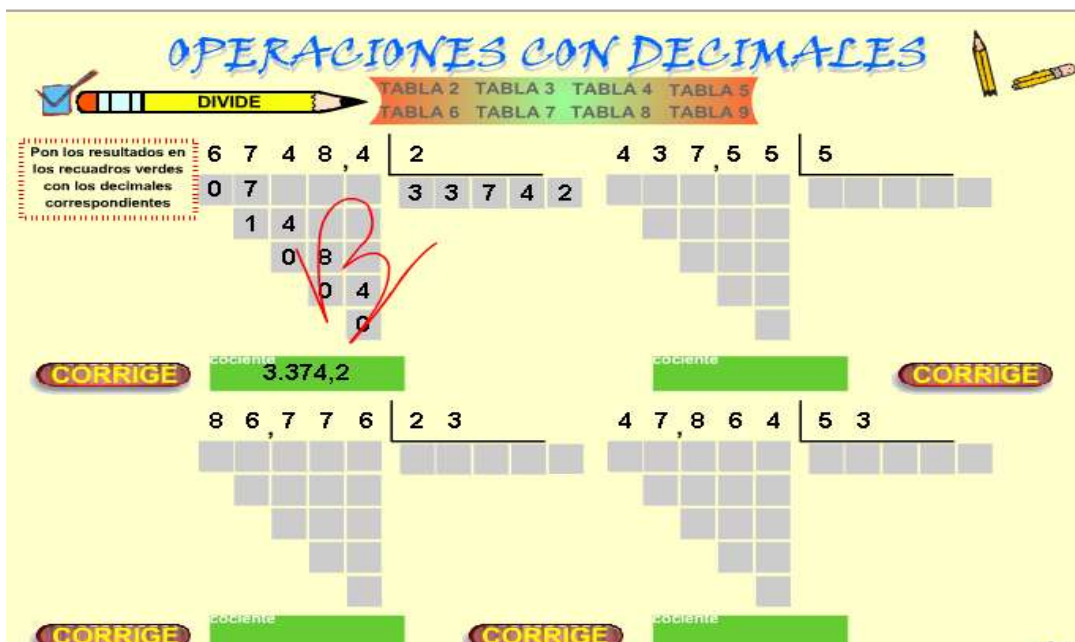 OPERACIONES CON DECIMALES
DIVIDE
TABLA 2 TABLA 3 TABLA 4 TABLA 5
TABLA 6 TABLA 7 TABLA 8 TABLA 9
Pon los resultados en
los recuadros verdes
con los decimales
correspondientes
6 7 4 8,4 2
0 7 3 3 7 4 2
1 4
0 8
0 4
0
B
CORRIGE
cociente
3.374,2
4 3 7,5 5 5
cociente
CORRIGE
8 6,7 7 6 2 3
CORRIGE
cociente
4 7,8 6 4 5 3
CORRIGE
cociente